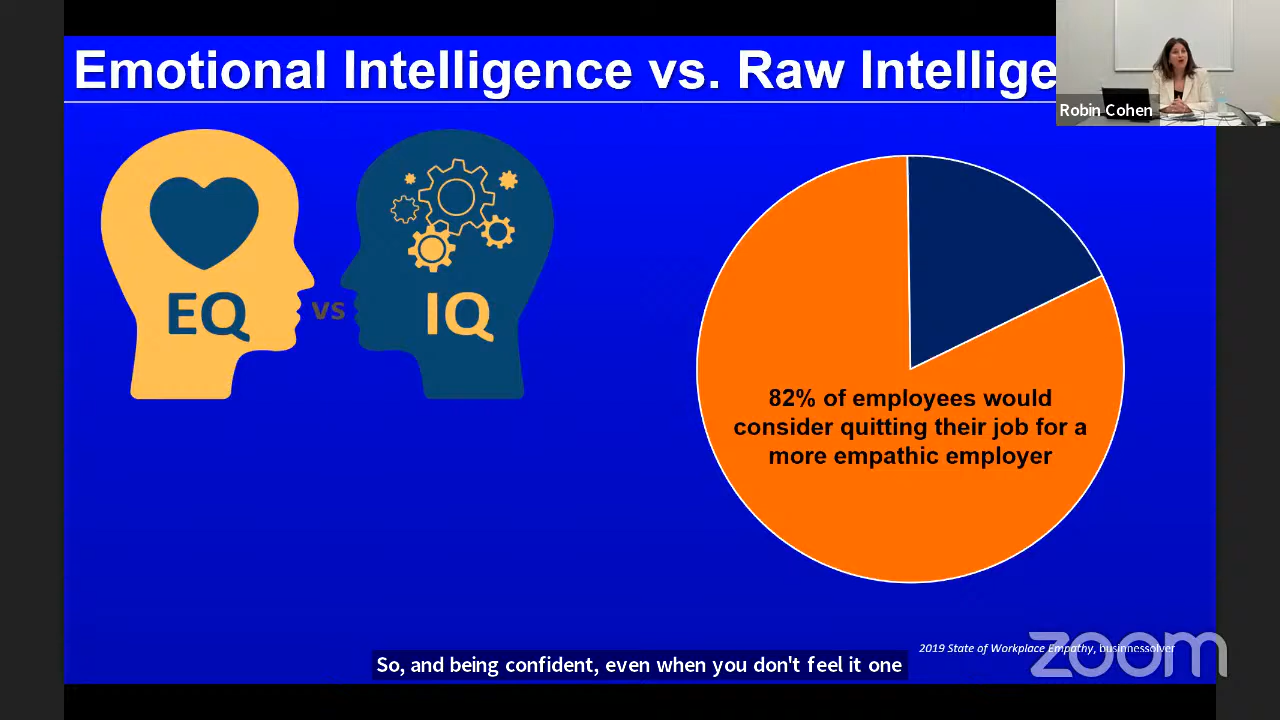 Emotional Intelligence vs. Raw Intellige
Robin Cohen
EQ
vs
IQ
82% of employees would
consider quitting their job for a
more empathic employer
2019 State of Workplace Empathy, businnessolver
zoom
So, and being confident, even when you don't feel it one